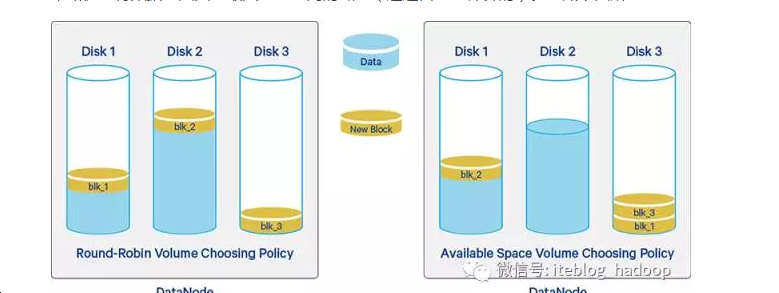 Disk 1
Disk 2
Disk 3
blk_1
blk_2
blk_3
Round-Robin Volume Choosing Policy
DataNode
Data
New Block
Disk 1
Disk 2
Disk 3
blk_2
blk_3
blk_1
Available Space Volume Choosing Policy
微信号: iteblog_hadoop
DataNode